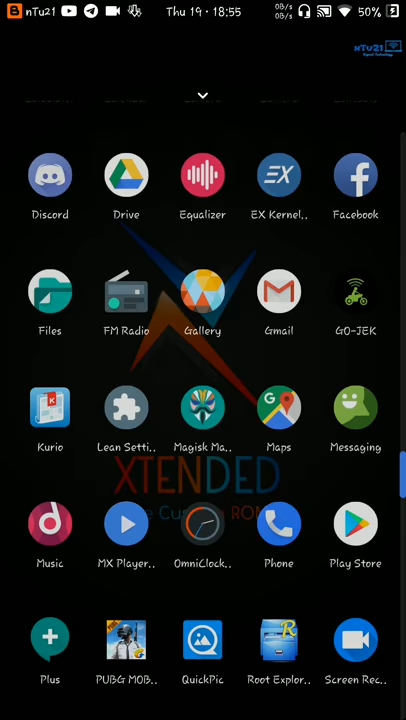 nTu21
Thu 19 • 18:55
0B/s
0B/s
50%
nTu21
Discord
Drive
Equalizer
EX Kernel..
Facebook
Files
FM Radio
Gallery
Gmail
GO-JEK
Kurio
Lean Setti..
Magisk Ma..
Maps
Messaging
XTENDED
Music
MX Player..
OmniClock..
Phone
Play Store
Plus
PUBG MOB..
QuickPic
Root Explor..
Screen Rec..